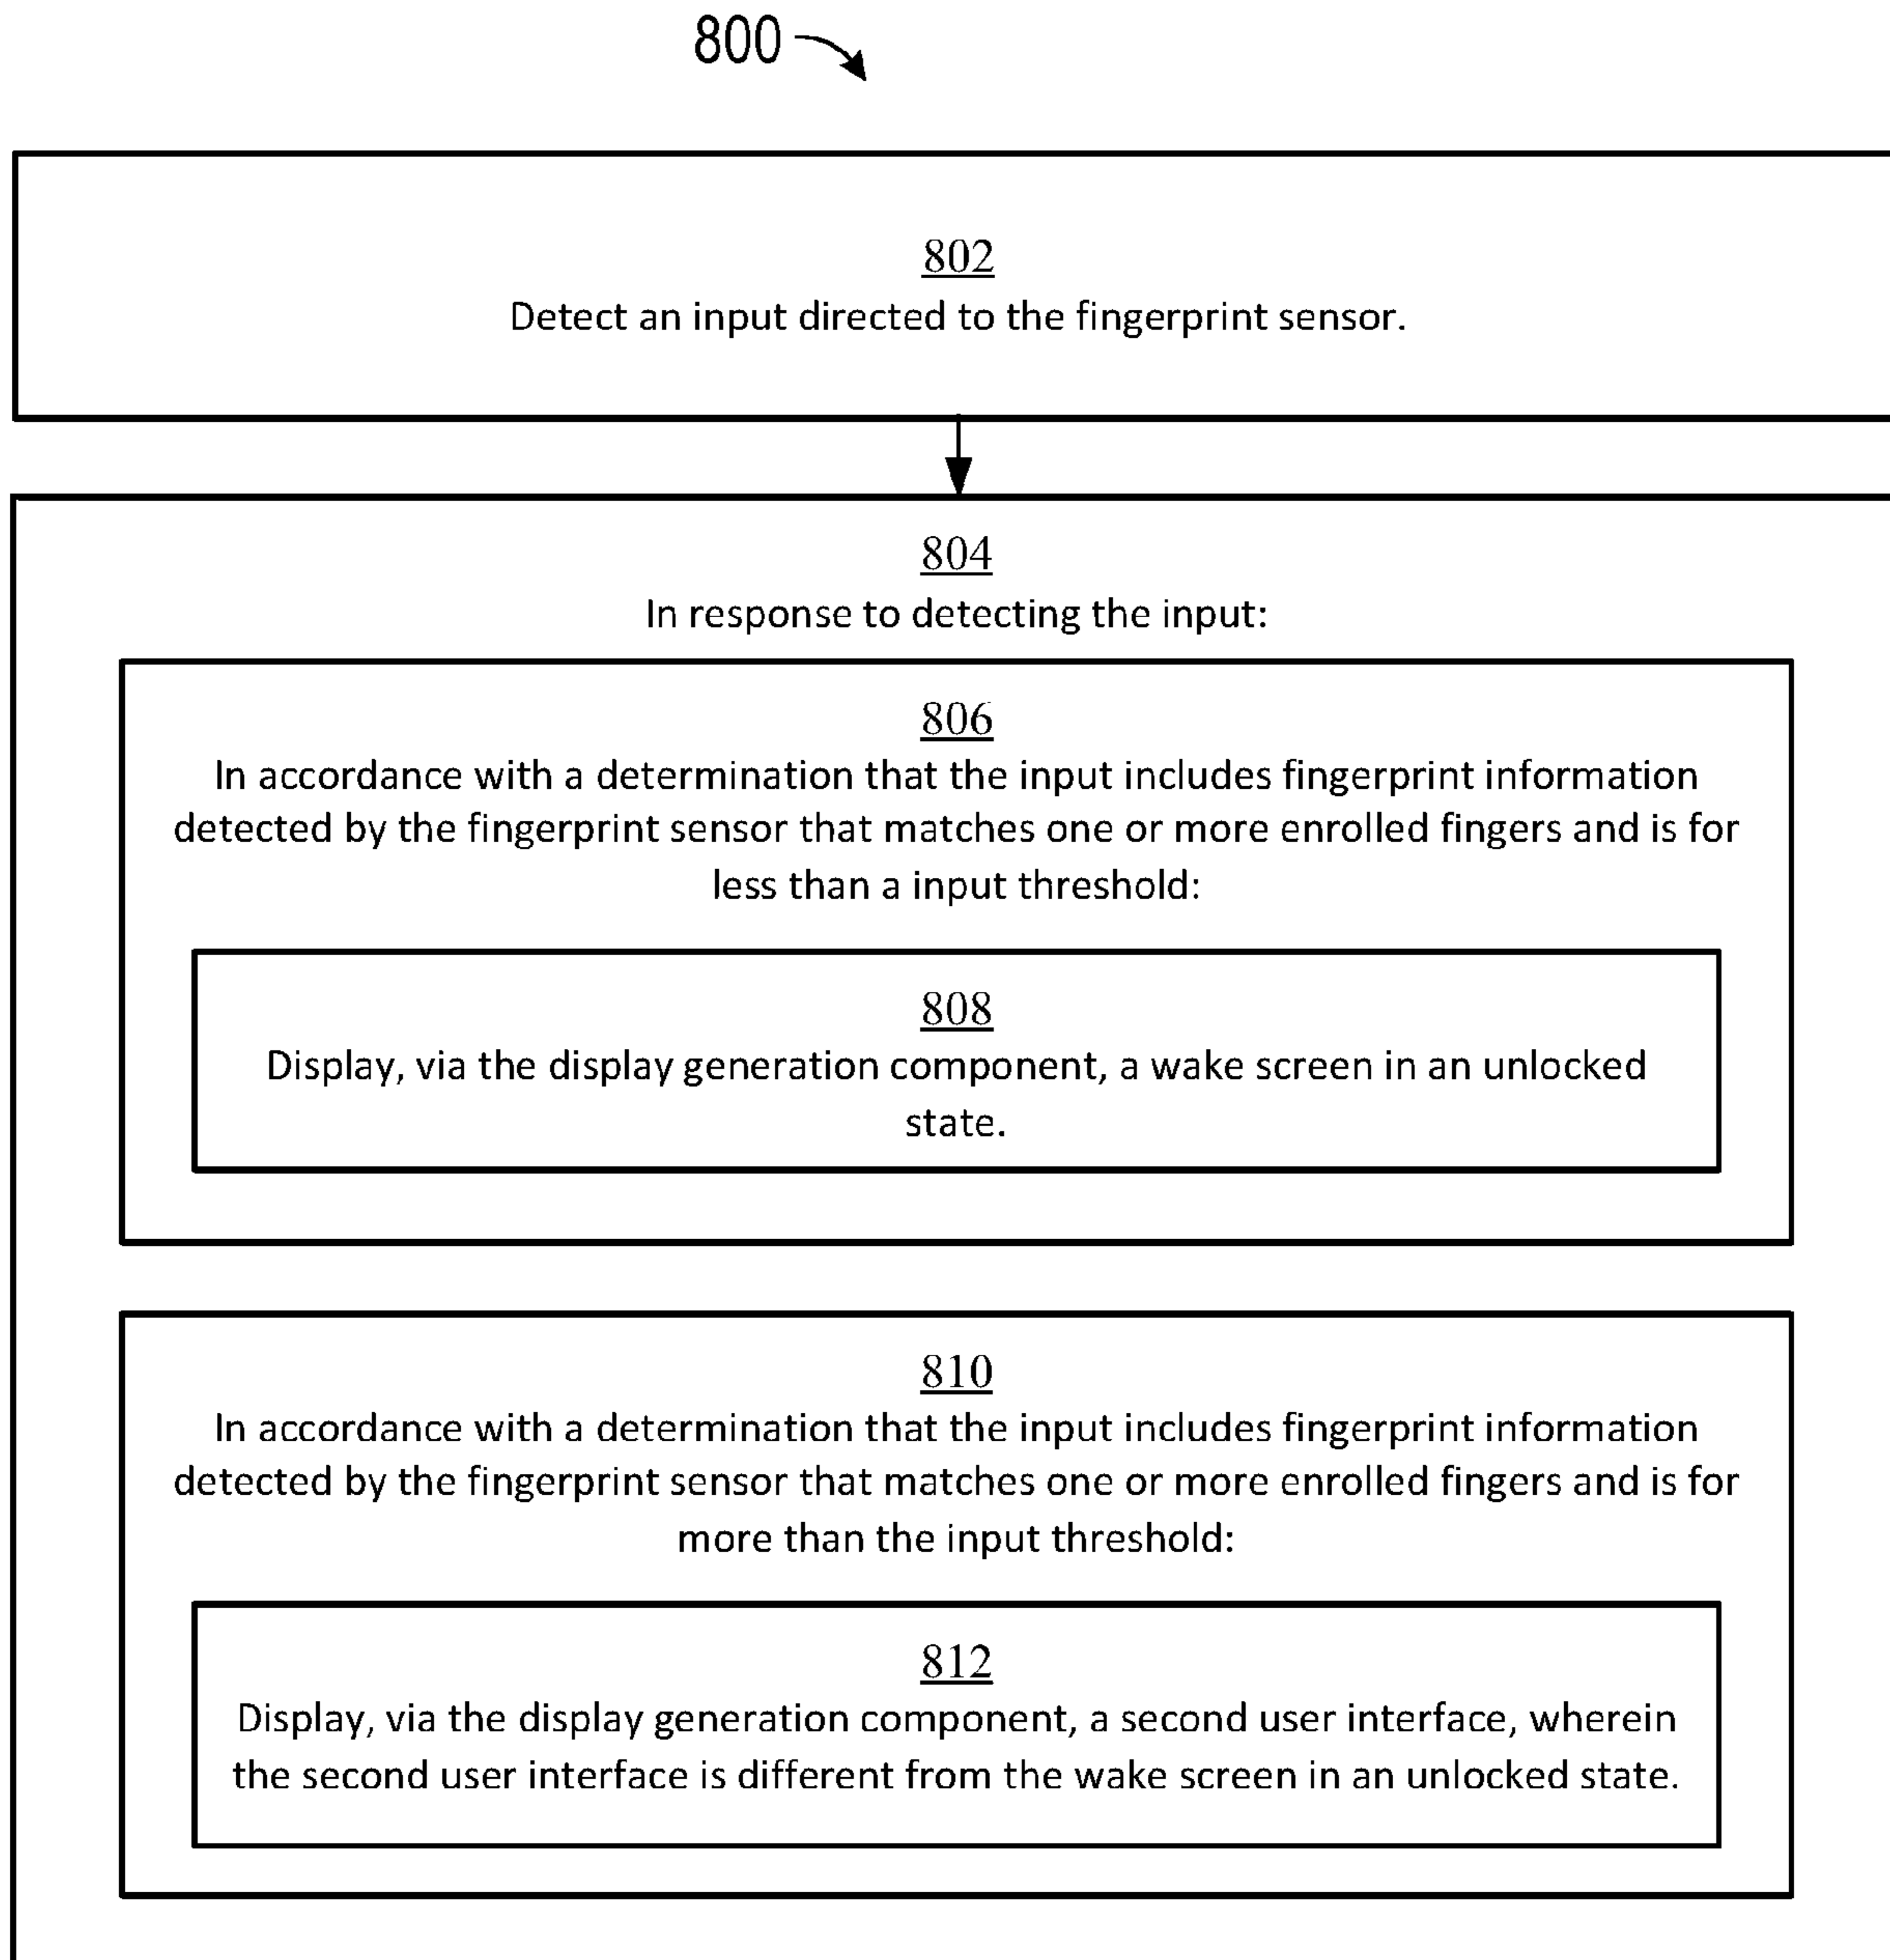 800
802
Detect an input directed to the fingerprint sensor.
804
In response to detecting the input:
806
In accordance with a determination that the input includes fingerprint information
detected by the fingerprint sensor that matches one or more enrolled fingers and is for
less than a input threshold:
808
Display, via the display generation component, a wake screen in an unlocked
state.
810
In accordance with a determination that the input includes fingerprint information
detected by the fingerprint sensor that matches one or more enrolled fingers and is for
more than the input threshold:
812
Display, via the display generation component, a second user interface, wherein
the second user interface is different from the wake screen in an unlocked state.